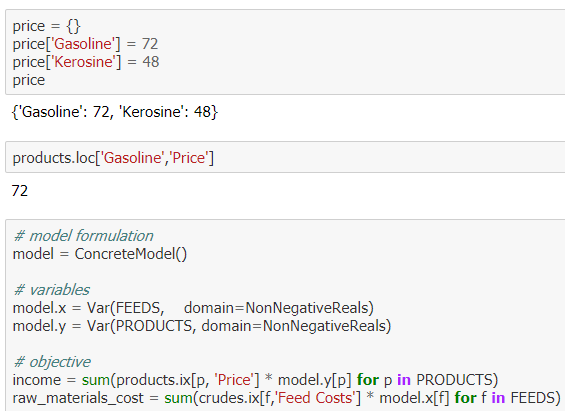 price = {}
price['Gasoline'] = 72
price['Kerosine'] = 48
price
{'Gasoline': 72, 'Kerosine': 48}
products.loc['Gasoline','Price']
72
# model formulation
model = ConcreteModel()
# variables
model.x = Var(FEEDS,    domain=NonNegativeReals)
model.y = Var(PRODUCTS, domain=NonNegativeReals)
# objective
income = sum(products.ix[p, 'Price'] * model.y[p] for p in PRODUCTS)
raw_materials_cost = sum(crudes.ix[f,'Feed Costs'] * model.x[f] for f in FEEDS)